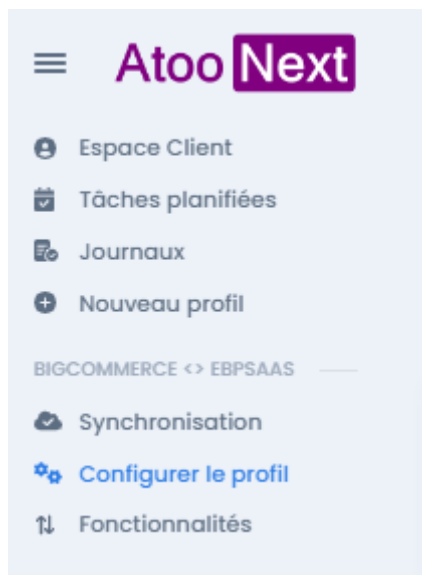 Atoo Next
Espace Client
Tâches planifiées
Journaux
Nouveau profil
BIGCOMMERCE <> EBPSAAS
Synchronisation
Configurer le profil
Fonctionnalités